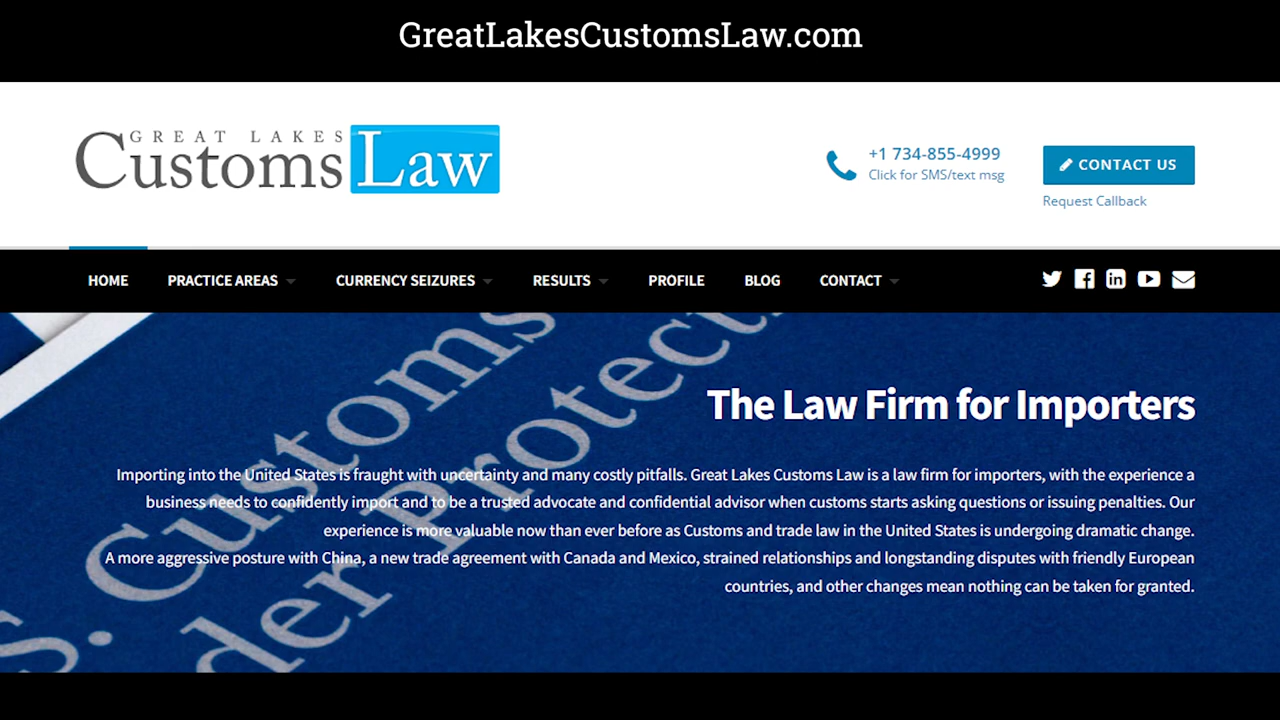 GreatLakesCustomsLaw.com
GREAT LAKES
Customs Law
+1 734-855-4999
Click for SMS/text msg
CONTACT US
Request Callback
HOME PRACTICE AREAS CURRENCY SEIZURES RESULTS PROFILE BLOG CONTACT
The Law Firm for Importers
Importing into the United States is fraught with uncertainty and many costly pitfalls. Great Lakes Customs Law is a law firm for importers, with the experience a
business needs to confidently import and to be a trusted advocate and confidential advisor when customs starts asking questions or issuing penalties. Our
experience is more valuable now than ever before as Customs and trade law in the United States is undergoing dramatic change.
A more aggressive posture with China, a new trade agreement with Canada and Mexico, strained relationships and longstanding disputes with friendly European
countries, and other changes mean nothing can be taken for granted.
S. Customs
der Protect